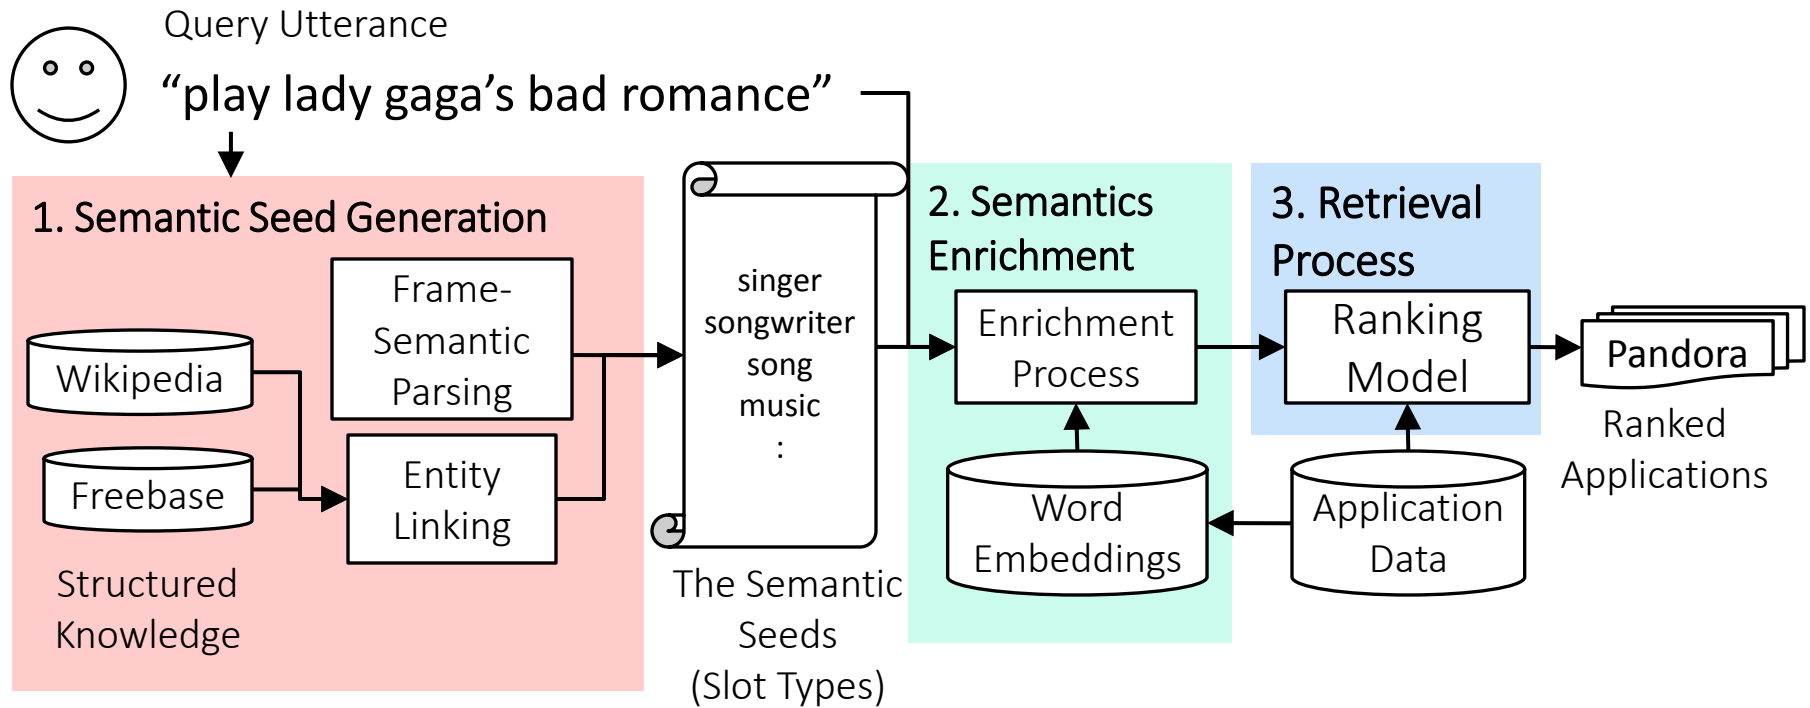 Query Utterance
“play lady gaga’s bad romance”
1. Semantic Seed Generation
Frame-
Semantic
Parsing
Wikipedia
Freebase
Entity
Linking
Structured
Knowledge
singer
songwriter
song
music
:
The Semantic
Seeds
(Slot Types)
2. Semantics
Enrichment
Enrichment
Process
Word
Embeddings
3. Retrieval
Process
Ranking
Model
Application
Data
Pandora
Ranked
Applications